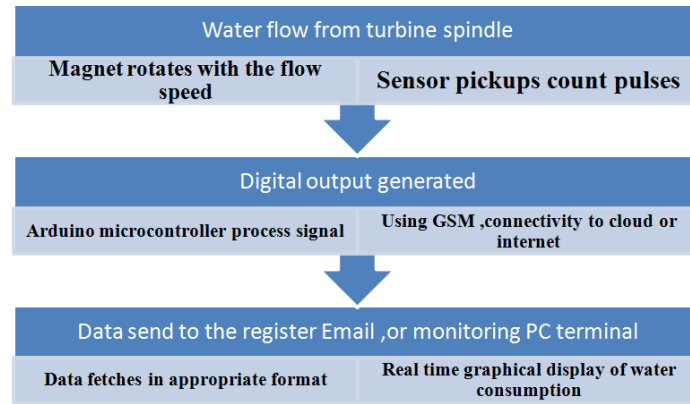 Water flow from turbine spindle
Magnet rotates with the flow
speed
Sensor pickups count pulses
Digital output generated
Arduino microcontroller process signal
Using GSM ,connectivity to cloud or
internet
Data send to the register Email ,or monitoring PC terminal
Data fetches in appropriate format
Real time graphical display of water
consumption